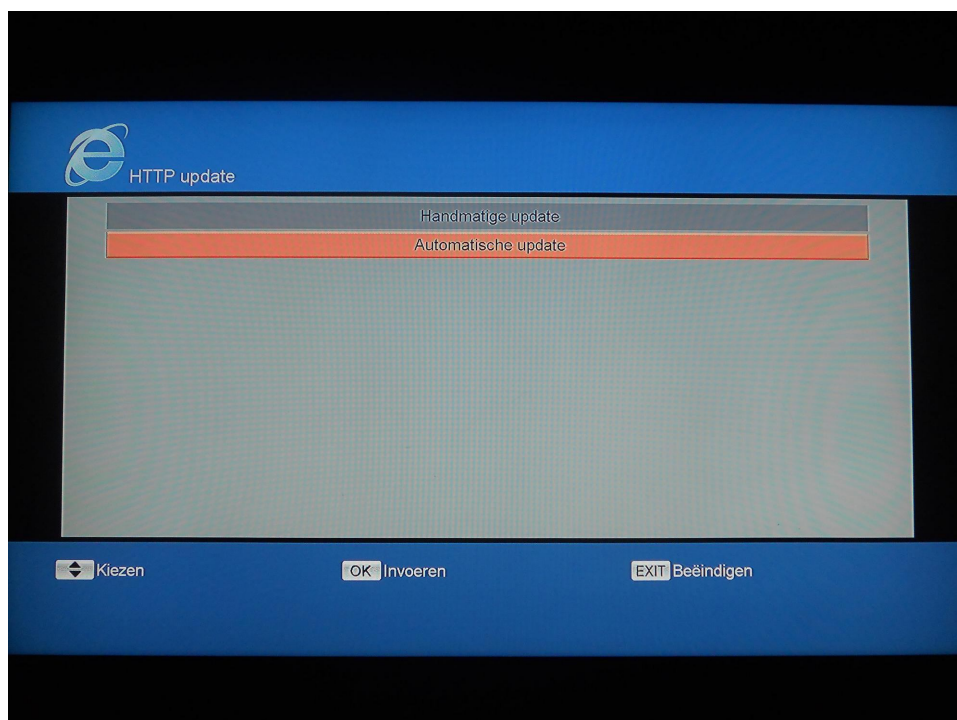 HTTP update
Handmatige update
Automatische update
Kiezen OK Invoeren EXIT Beëindigen